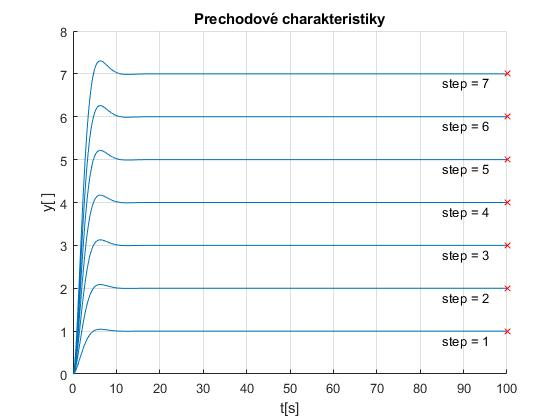 Prechodové charakteristiky
8
7
step = 7
6
step = 6
5
step = 5
y[ ]
4
step = 4
3
step = 3
2
step = 2
1
step = 1
0
0 10 20 30 40 50 60 70 80 90 100
t[s]